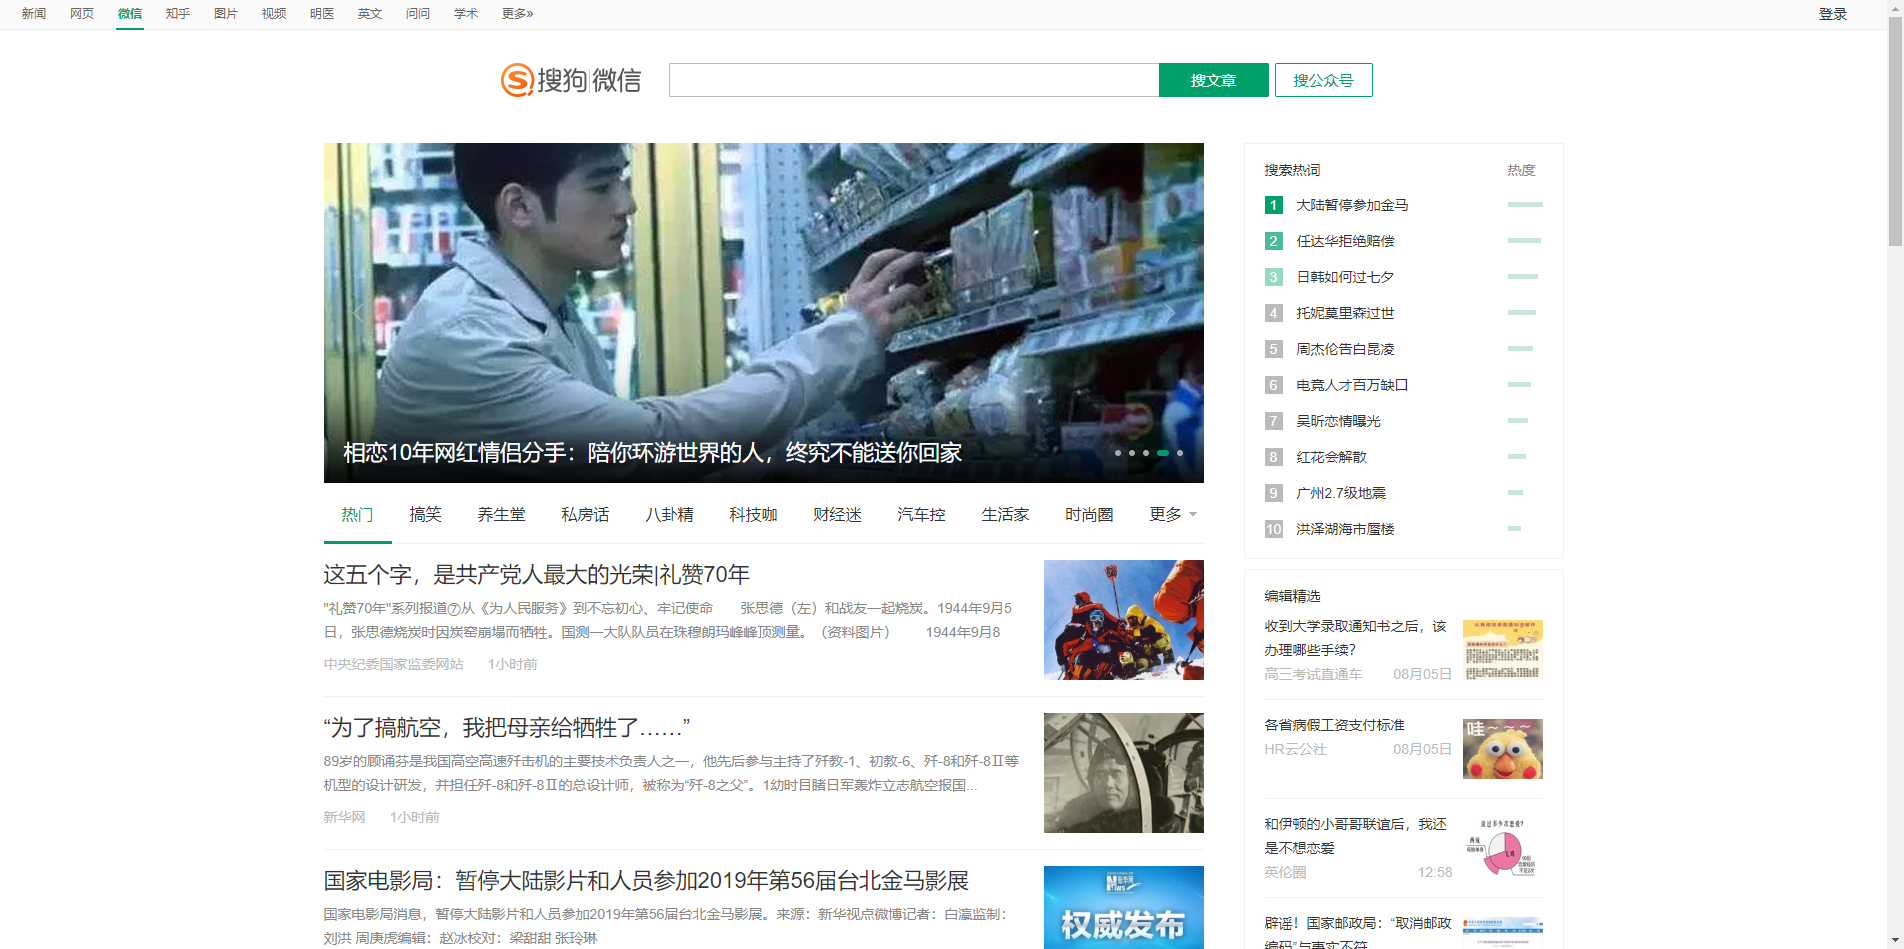 新闻 网页 微信 知乎 图片 视频 明医 英文 问问 学术 更多»
登录
搜狗|微信
搜文章
搜公众号
相恋10年网红情侣分手：陪你环游世界的人，终究不能送你回家
热门 搞笑 养生堂 私房话 八卦精 科技咖 财经迷 汽车控 生活家 时尚圈 更多
这五个字，是共产党人最大的光荣|礼赞70年
"礼赞70年"系列报道⑦从《为人民服务》到不忘初心、牢记使命 张思德（左）和战友一起烧炭。1944年9月5
日，张思德烧炭时因炭窑崩塌而牺牲。国测一大队队员在珠穆朗玛峰峰顶测量。（资料图片） 1944年9月8
中央纪委国家监委网站 1小时前
“为了搞航空，我把母亲给牺牲了……”
89岁的顾诵芬是我国高空高速歼击机的主要技术负责人之一，他先后参与主持了歼教-1、初教-6、歼-8和歼-8Ⅱ等
机型的设计研发，并担任歼-8和歼-8Ⅱ的总设计师，被称为“歼-8之父”。1幼时目睹日军轰炸立志航空报国...
新华网 1小时前
国家电影局：暂停大陆影片和人员参加2019年第56届台北金马影展
国家电影局消息，暂停大陆影片和人员参加2019年第56届台北金马影展。来源：新华视点微博记者：白瀛监制：
刘洪 周庚虎编辑：赵冰校对：梁甜甜 张玲琳
新华网
NEWS
权威发布
搜索热词 热度
1 大陆暂停参加金马
2 任达华拒绝赔偿
3 日韩如何过七夕
4 托妮莫里森过世
5 周杰伦告白昆凌
6 电竞人才百万缺口
7 吴昕恋情曝光
8 红花会解散
9 广州2.7级地震
10 洪泽湖海市蜃楼
编辑精选
收到大学录取通知书之后，该
办理哪些手续？
高三考试直通车 08月05日
各省病假工资支付标准
HR云公社 08月05日
哇~~~
和伊顿的小哥哥联谊后，我还
是不想恋爱
英伦圈 12:58
谈过多少次恋爱?
辟谣！国家邮政局：“取消邮政
编码”与事实不符